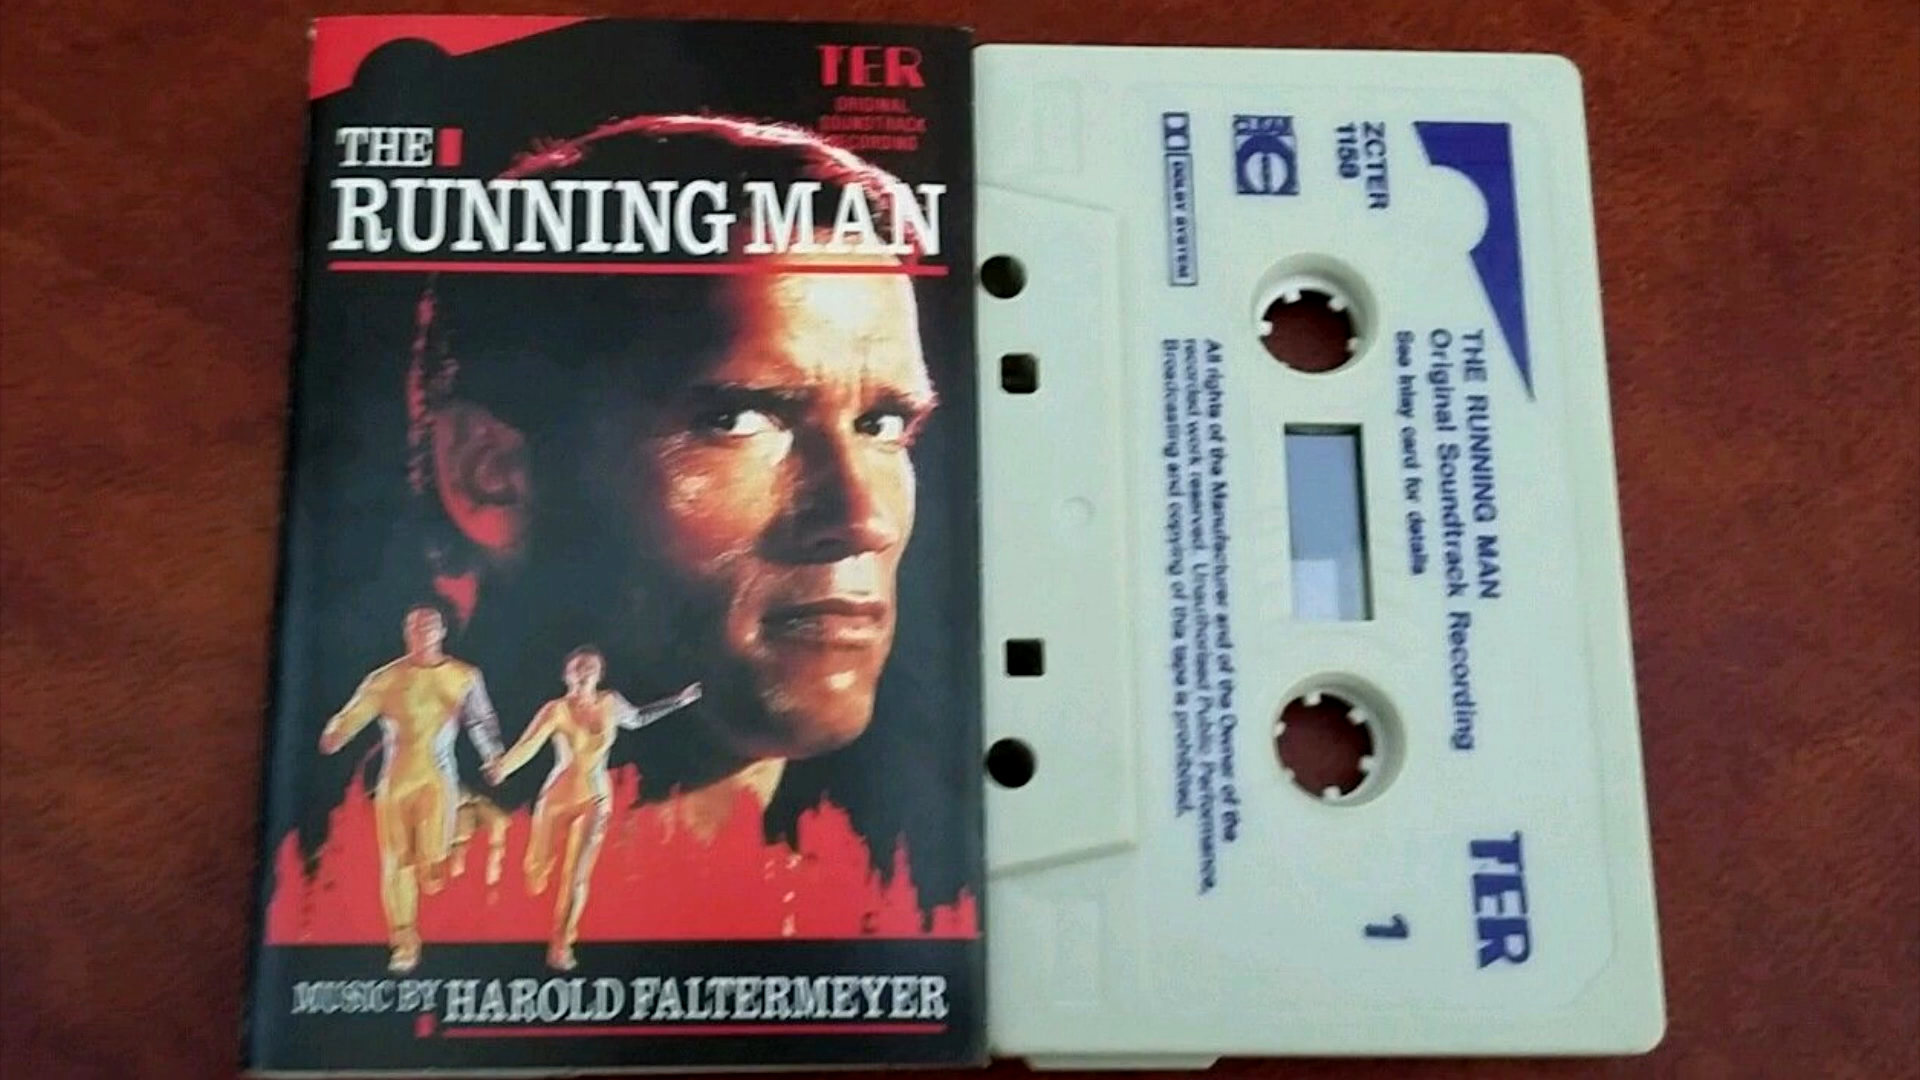 TER
ORIGINAL
SOUNDTRACK
RECORDING
THE
RUNNING MAN
MUSIC BY HAROLD FALTERMEYER
ZCTER
1158
DOLBY SYSTEM
THE RUNNING MAN
Original Soundtrack Recording
See inlay card for details
All rights of the Manufacturer and of the Owner of the
recorded work reserved. Unauthorised Public Performance,
Broadcasting and copying of this tape is prohibited.
TER
1